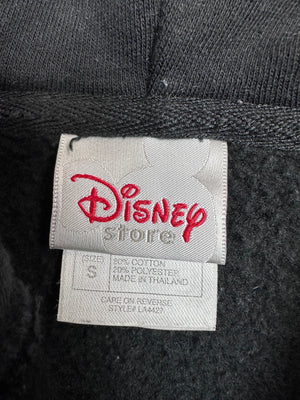 Disney
store
(SIZE)
S
80% COTTON
20% POLYESTER
MADE IN THAILAND
CARE ON REVERSE
STYLE# LA4427